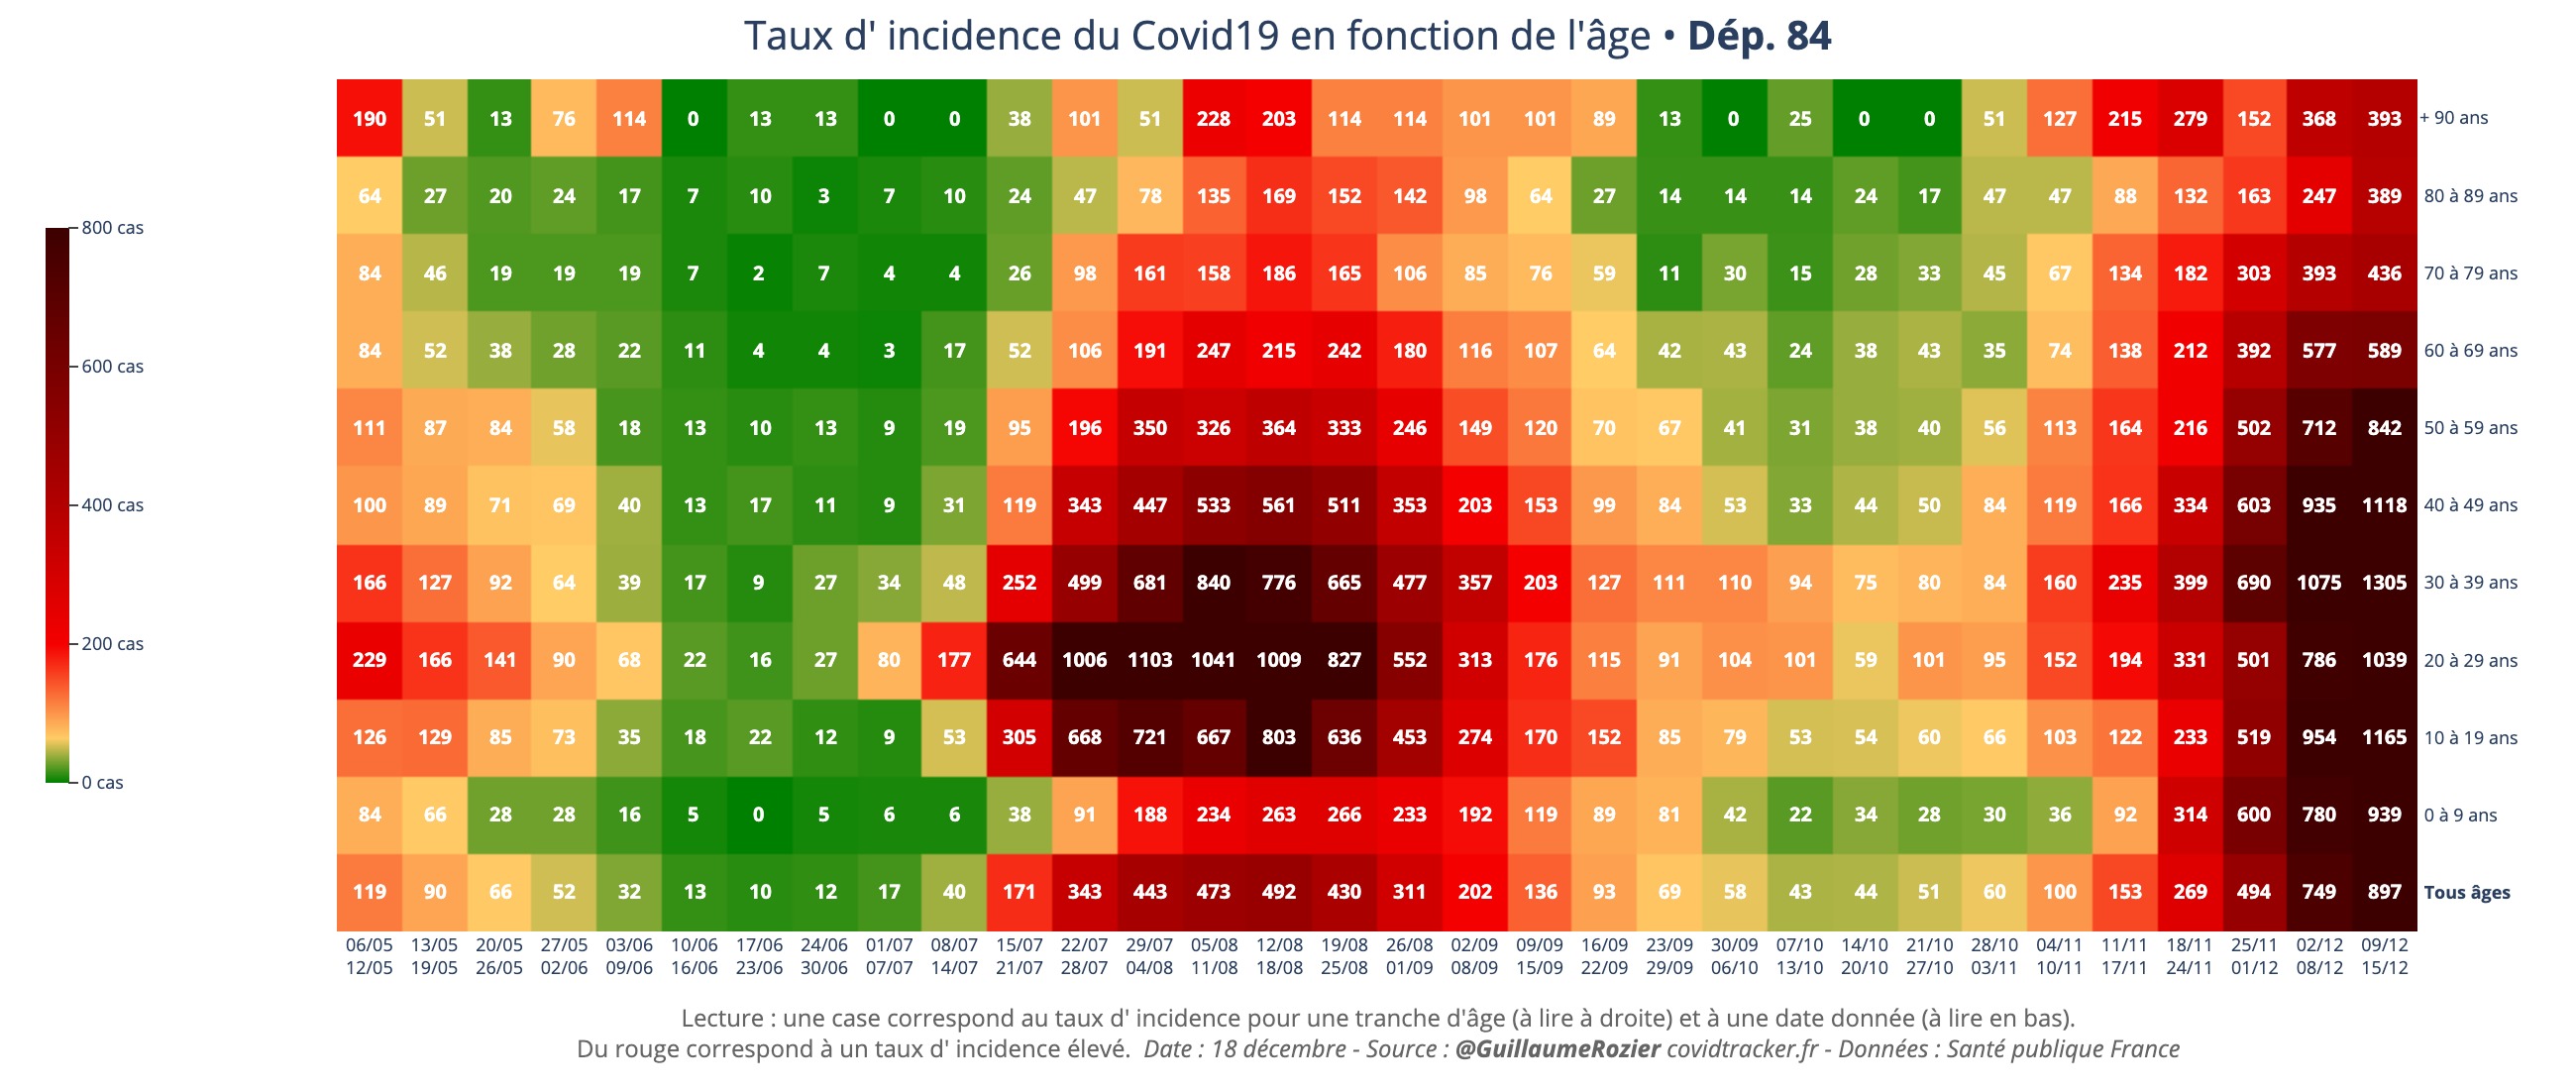 Taux d' incidence du Covid19 en fonction de l'âge • Dép. 84
800 cas
600 cas
400 cas
200 cas
0 cas
190 51 13 76 114 0 13 13 0 0 38 101 51 228 203 114 114 101 101 89 13 0 25 0 0 51 127 215 279 152 368 393 + 90 ans
64 27 20 24 17 7 10 3 7 10 24 47 78 135 169 152 142 98 64 27 14 14 14 24 17 47 47 88 132 163 247 389 80 à 89 ans
84 46 19 19 19 7 2 7 4 4 26 98 161 158 186 165 106 85 76 59 11 30 15 28 33 45 67 134 182 303 393 436 70 à 79 ans
84 52 38 28 22 11 4 4 3 17 52 106 191 247 215 242 180 116 107 64 42 43 24 38 43 35 74 138 212 392 577 589 60 à 69 ans
111 87 84 58 18 13 10 13 9 19 95 196 350 326 364 333 246 149 120 70 67 41 31 38 40 56 113 164 216 502 712 842 50 à 59 ans
100 89 71 69 40 13 17 11 9 31 119 343 447 533 561 511 353 203 153 99 84 53 33 44 50 84 119 166 334 603 935 1118 40 à 49 ans
166 127 92 64 39 17 9 27 34 48 252 499 681 840 776 665 477 357 203 127 111 110 94 75 80 84 160 235 399 690 1075 1305 30 à 39 ans
229 166 141 90 68 22 16 27 80 177 644 1006 1103 1041 1009 827 552 313 176 115 91 104 101 59 101 95 152 194 331 501 786 1039 20 à 29 ans
126 129 85 73 35 18 22 12 9 53 305 668 721 667 803 636 453 274 170 152 85 79 53 54 60 66 103 122 233 519 954 1165 10 à 19 ans
84 66 28 28 16 5 0 5 6 6 38 91 188 234 263 266 233 192 119 89 81 42 22 34 28 30 36 92 314 600 780 939 0 à 9 ans
119 90 66 52 32 13 10 12 17 40 171 343 443 473 492 430 311 202 136 93 69 58 43 44 51 60 100 153 269 494 749 897 Tous âges
06/05 13/05 20/05 27/05 03/06 10/06 17/06 24/06 01/07 08/07 15/07 22/07 29/07 05/08 12/08 19/08 26/08 02/09 09/09 16/09 23/09 30/09 07/10 14/10 21/10 28/10 04/11 11/11 18/11 25/11 02/12 09/12
12/05 19/05 26/05 02/06 09/06 16/06 23/06 30/06 07/07 14/07 21/07 28/07 04/08 11/08 18/08 25/08 01/09 08/09 15/09 22/09 29/09 06/10 13/10 20/10 27/10 03/11 10/11 17/11 24/11 01/12 08/12 15/12
Lecture : une case correspond au taux d' incidence pour une tranche d'âge (à lire à droite) et à une date donnée (à lire en bas).
Du rouge correspond à un taux d' incidence élevé. Date : 18 décembre - Source : @GuillaumeRozier covidtracker.fr - Données : Santé publique France